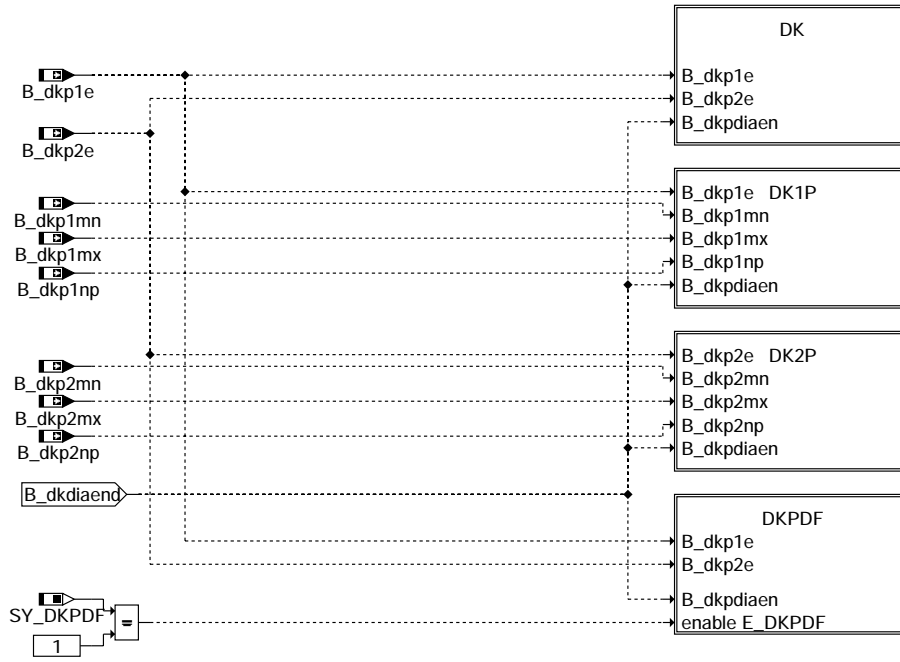 DK
B_dkp1e
B_dkp1e
B_dkp2e
B_dkpdiaen
B_dkp2e
B_dkp1e DK1P
B_dkp1mn
B_dkp1mn
B_dkp1mx
B_dkp1mx
B_dkp1np
B_dkp1np
B_dkpdiaen
B_dkp2e DK2P
B_dkp2mn
B_dkp2mn
B_dkp2mx
B_dkp2mx
B_dkp2np
B_dkp2np
B_dkpdiaen
B_dkdiaend
DKPDF
B_dkp1e
B_dkp2e
B_dkpdiaen
SY_DKPDF
=
enable E_DKPDF
1